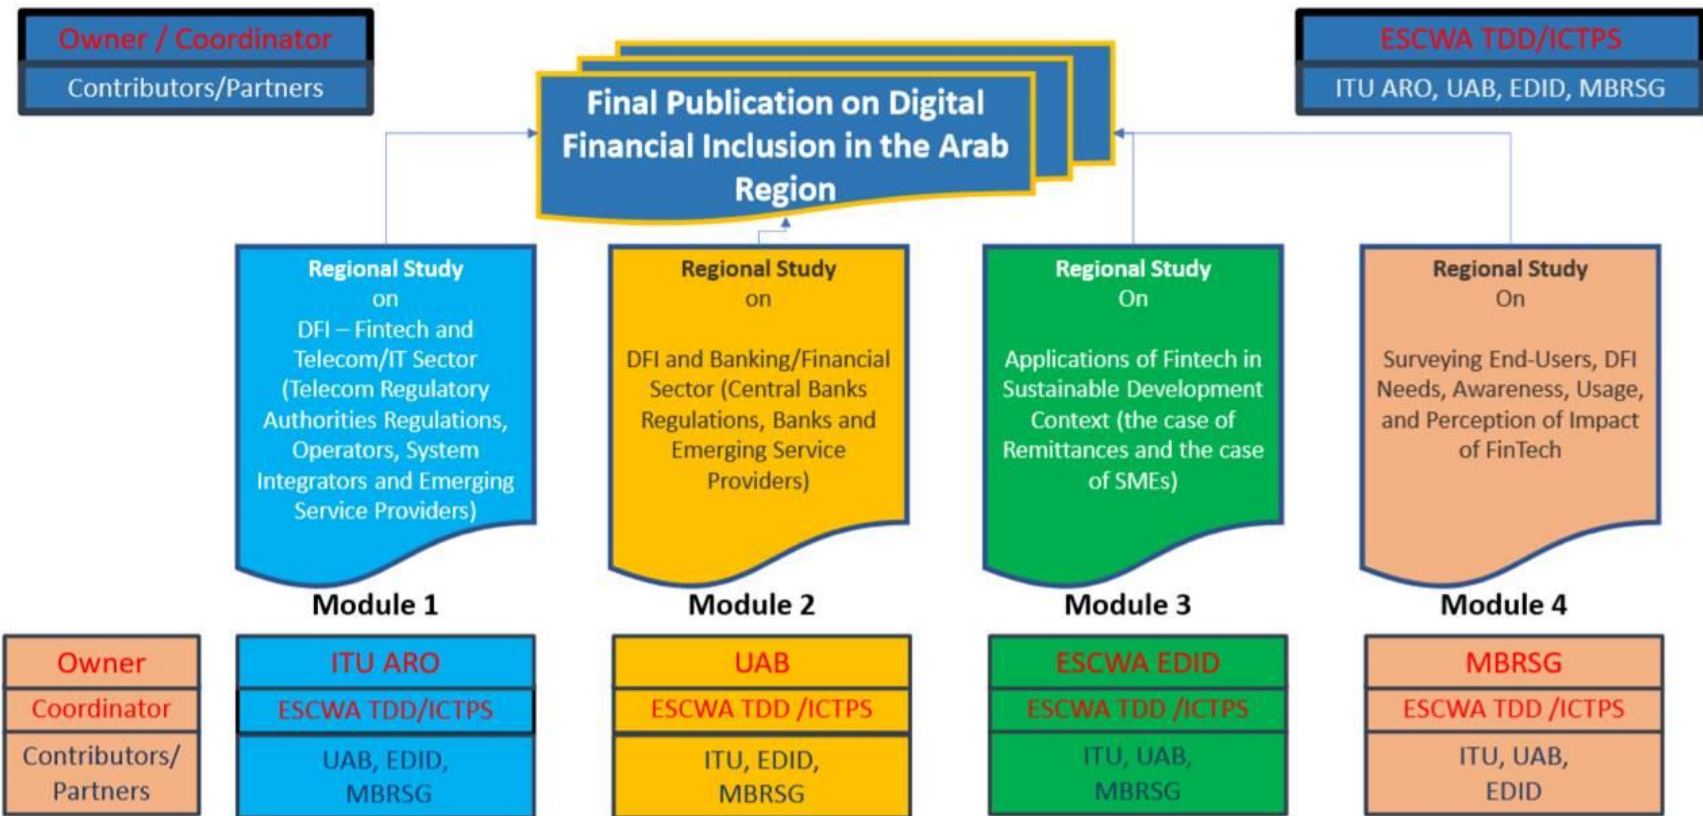 Owner / Coordinator
Contributors/Partners
ESCWA TDD/ICTPS
ITU ARO, UAB, EDID, MBRSG
Final Publication on Digital
Financial Inclusion in the Arab
Region
Regional Study
on
DFI – Fintech and
Telecom/IT Sector
(Telecom Regulatory
Authorities Regulations,
Operators, System
Integrators and Emerging
Service Providers)
Regional Study
on
DFI and Banking/Financial
Sector (Central Banks
Regulations, Banks and
Emerging Service
Providers)
Regional Study
On
Applications of Fintech in
Sustainable Development
Context (the case of
Remittances and the case
of SMEs)
Regional Study
On
Surveying End-Users, DFI
Needs, Awareness, Usage,
and Perception of Impact
of FinTech
Module 1
Module 2
Module 3
Module 4
Owner
Coordinator
Contributors/
Partners
ITU ARO
ESCWA TDD/ICTPS
UAB, EDID,
MBRSG
UAB
ESCWA TDD /ICTPS
ITU, EDID,
MBRSG
ESCWA EDID
ESCWA TDD /ICTPS
ITU, UAB,
MBRSG
MBRSG
ESCWA TDD /ICTPS
ITU, UAB,
EDID